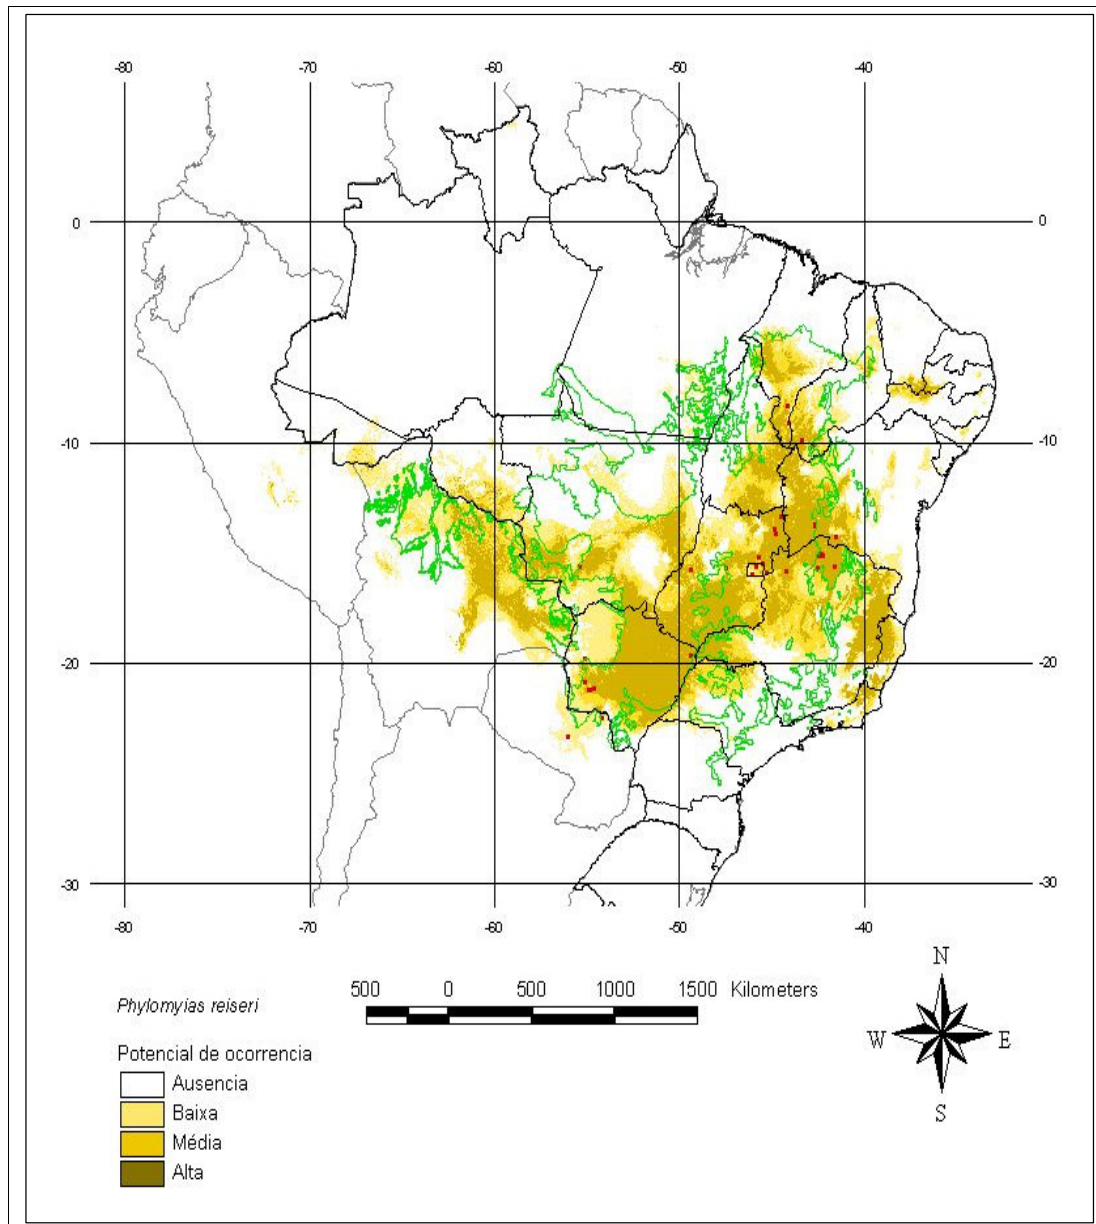 -80 -70 -60 -50 -40
0 0
-10 -10
-20 -20
-30 -30
-80 -70 -60 -50 -40
N
W E
S
500 0 500 1000 1500 Kilometers
Phylomyias reiseri
Potencial de ocorrencia
Ausencia
Baixa
Média
Alta